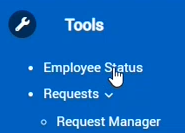 Tools
Employee Status
Requests
Request Manager